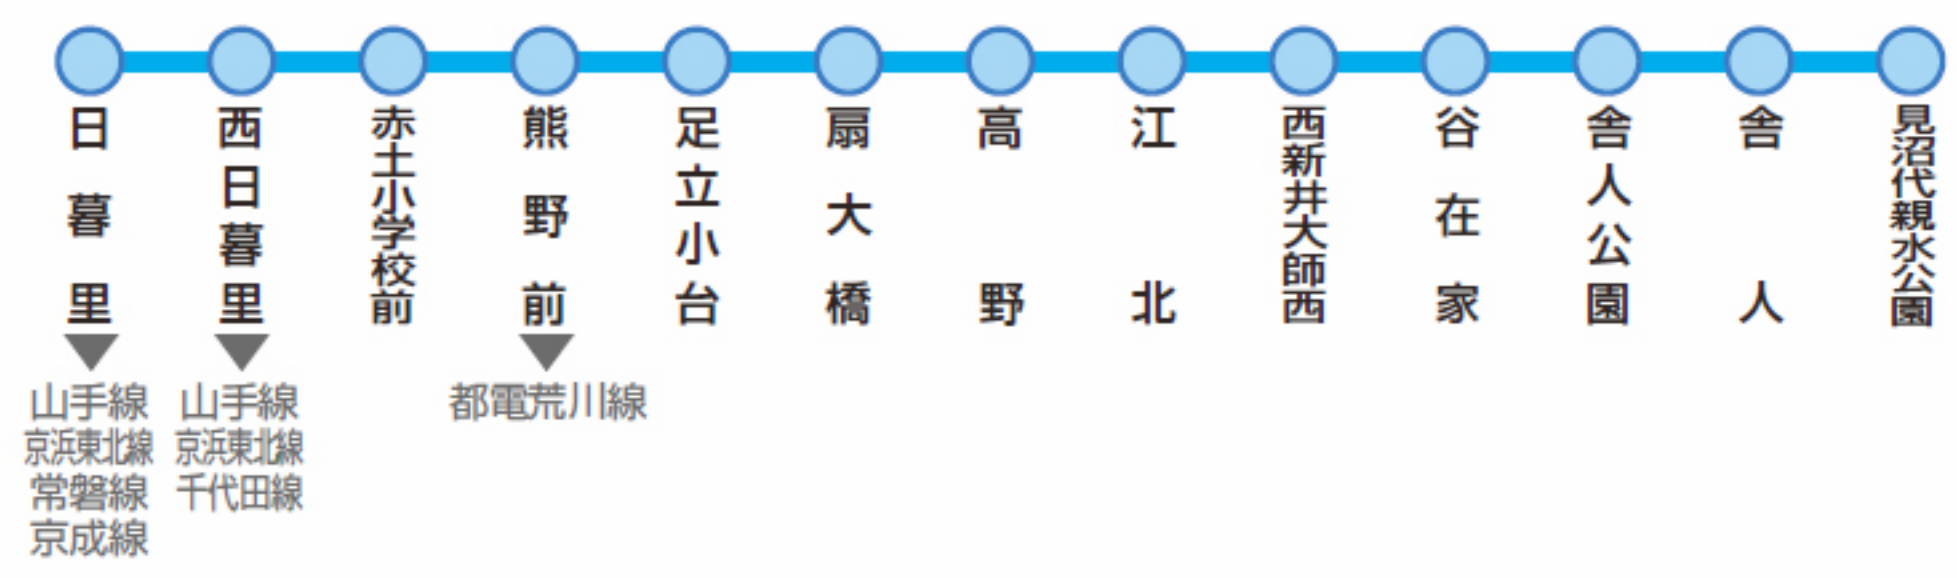 日暮里
西日暮里
赤土小学校前
熊野前
足立小台
扇大橋
高野
江北
西新井大師西
谷在家
舎人公園
舎人
見沼代親水公園
山手線
京浜東北線
常磐線
京成線
山手線
京浜東北線
千代田線
都電荒川線